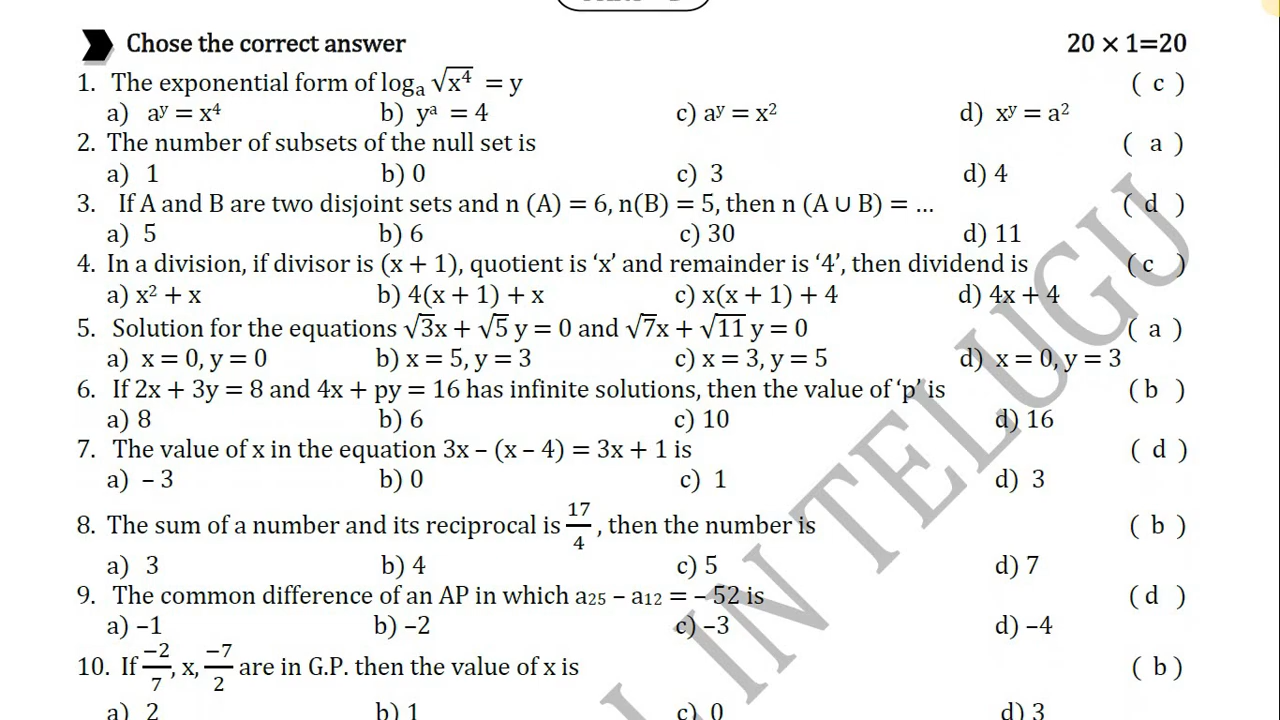 Chose the correct answer 20 × 1=20
1. The exponential form of logₐ √x⁴ = y ( c )
a) aʸ = x⁴ b) yᵃ = 4 c) aʸ = x² d) xʸ = a²
2. The number of subsets of the null set is ( a )
a) 1 b) 0 c) 3 d) 4
3. If A and B are two disjoint sets and n (A) = 6, n(B) = 5, then n (A ∪ B) = ... ( d )
a) 5 b) 6 c) 30 d) 11
4. In a division, if divisor is (x + 1), quotient is ‘x’ and remainder is ‘4’, then dividend is ( c )
a) x² + x b) 4(x + 1) + x c) x(x + 1) + 4 d) 4x + 4
5. Solution for the equations √3x + √5 y = 0 and √7x + √11 y = 0 ( a )
a) x = 0, y = 0 b) x = 5, y = 3 c) x = 3, y = 5 d) x = 0, y = 3
6. If 2x + 3y = 8 and 4x + py = 16 has infinite solutions, then the value of ‘p’ is ( b )
a) 8 b) 6 c) 10 d) 16
7. The value of x in the equation 3x – (x – 4) = 3x + 1 is ( d )
a) – 3 b) 0 c) 1 d) 3
8. The sum of a number and its reciprocal is 17/4 , then the number is ( b )
a) 3 b) 4 c) 5 d) 7
9. The common difference of an AP in which a₂₅ – a₁₂ = – 52 is ( d )
a) –1 b) –2 c) –3 d) –4
10. If −2/7, x, −7/2 are in G.P. then the value of x is ( b )
a) 2 b) 1 c) 0 d) 3
IN TELUGU